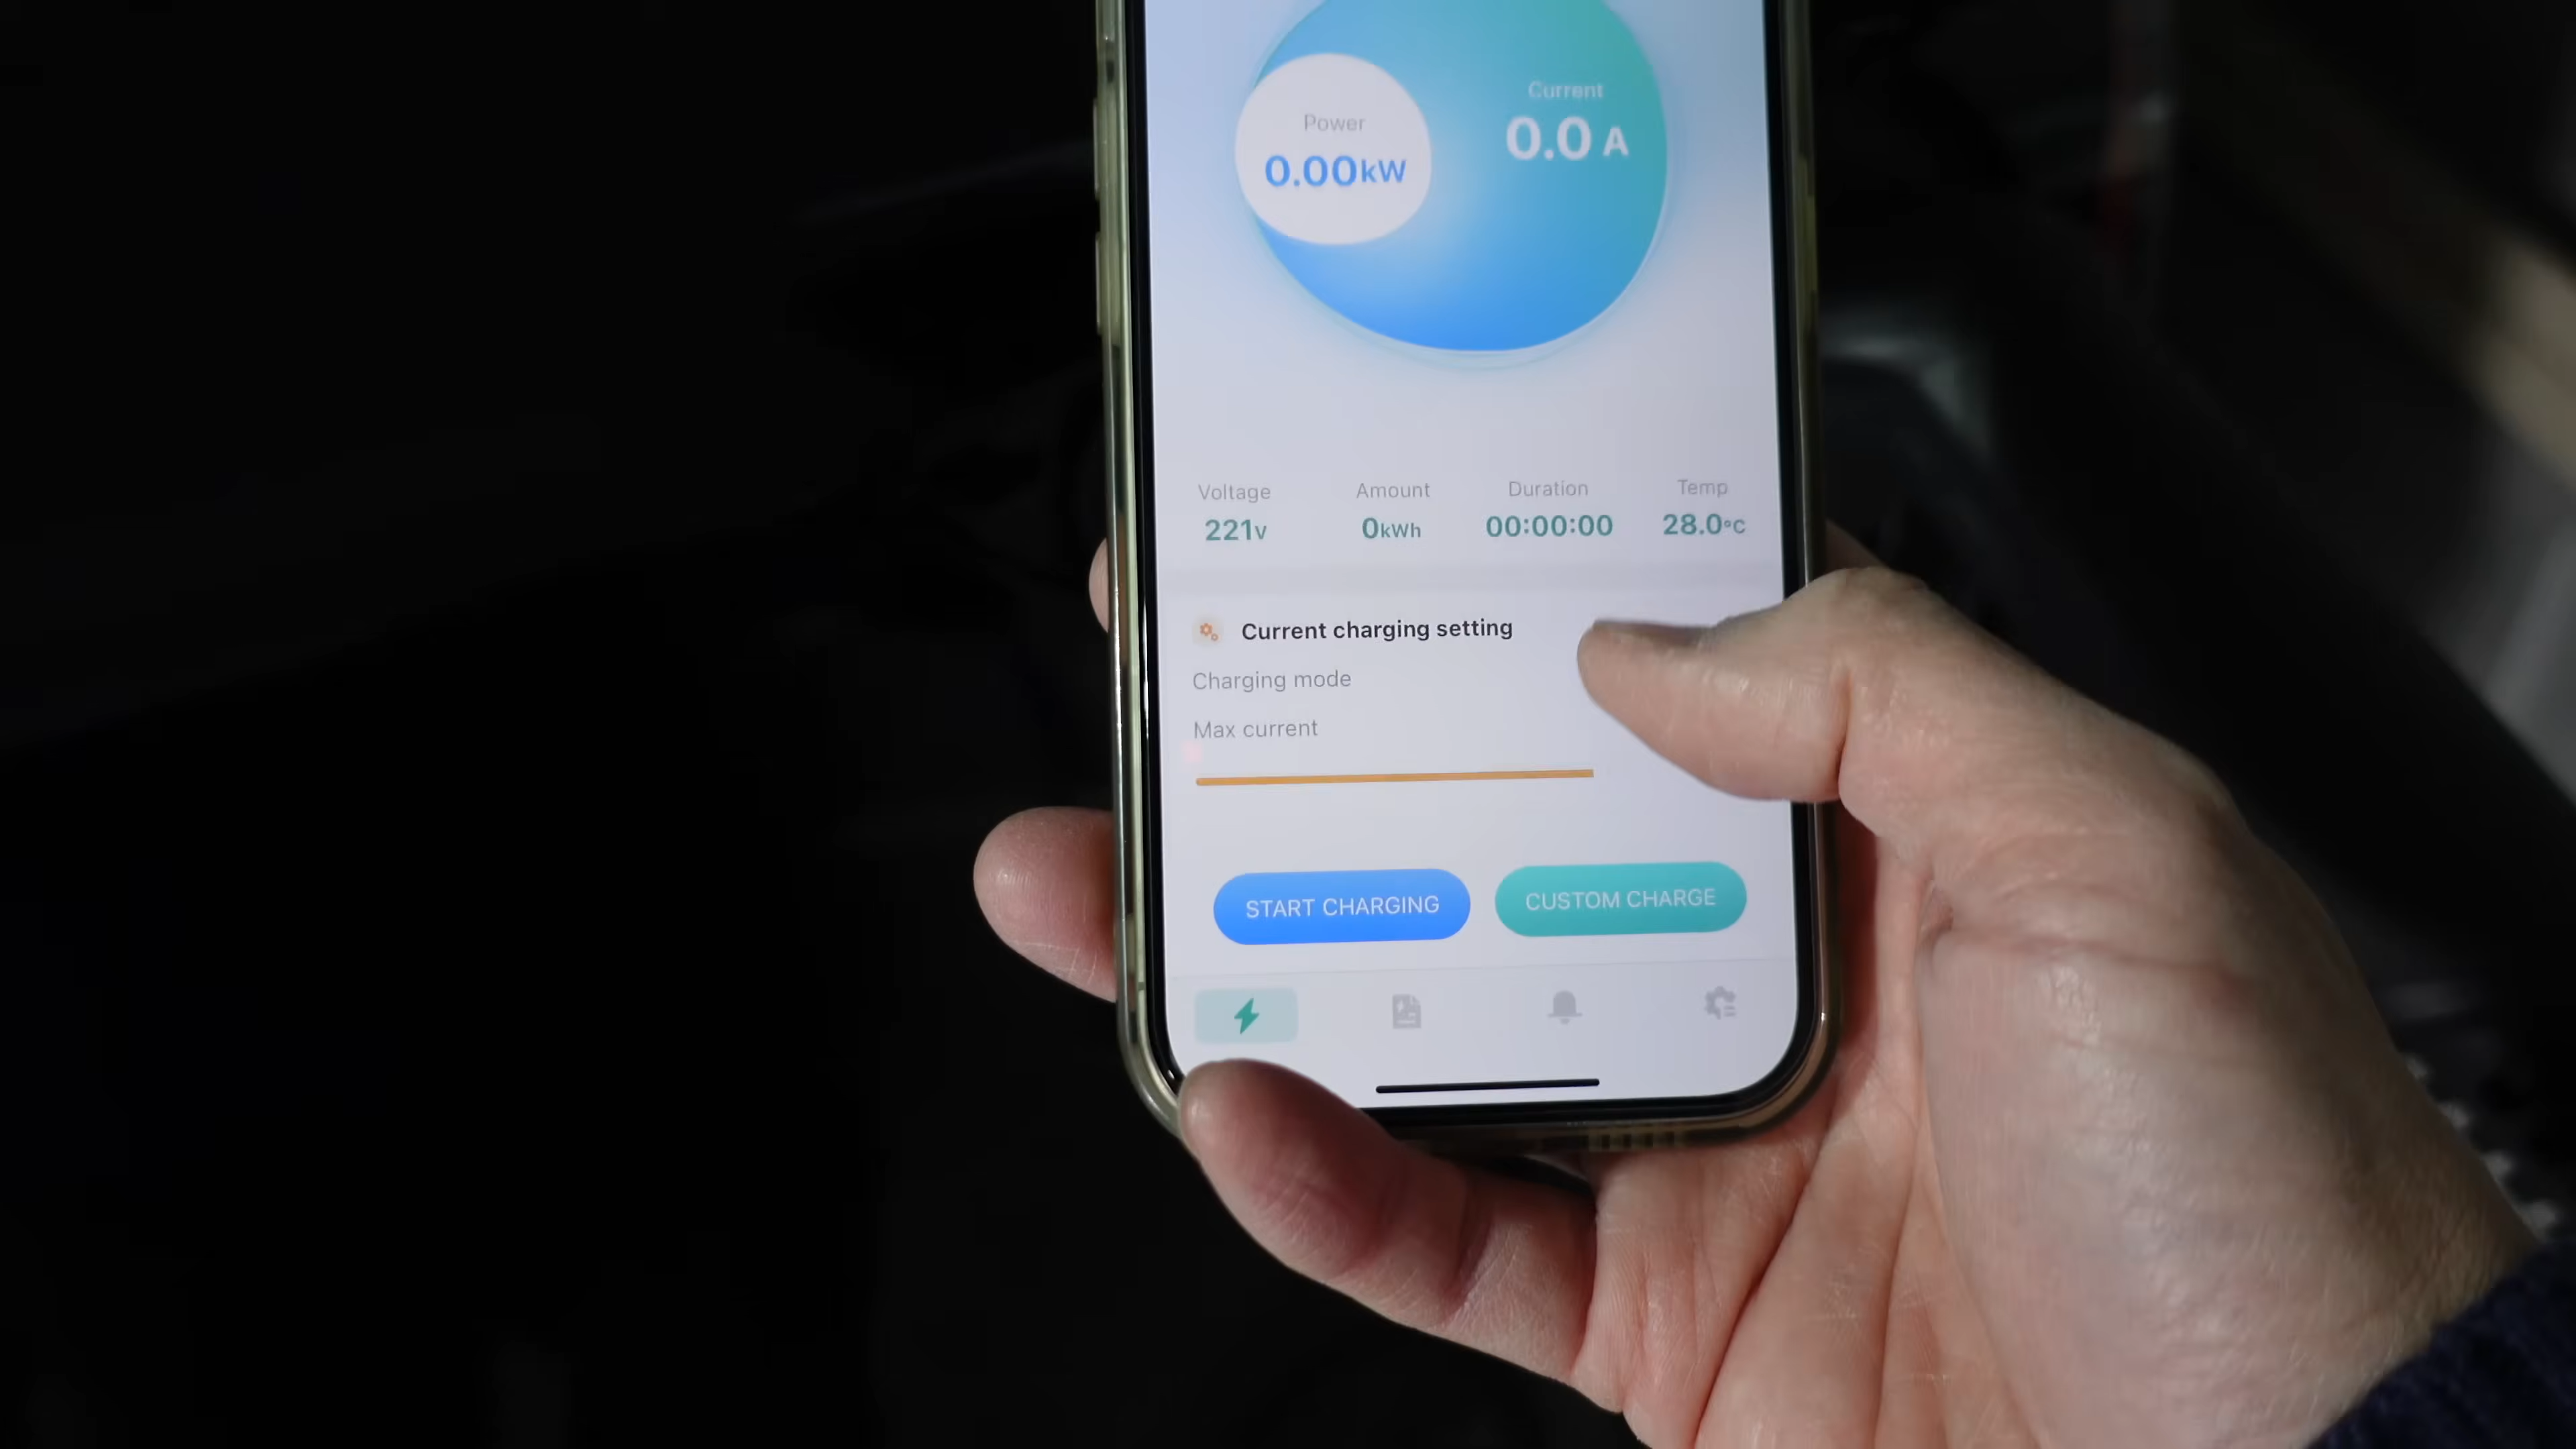 Current
Power
0.0 A
0.00kW
Voltage Amount Duration Temp
221V 0kWh 00:00:00 28.0°C
Current charging setting
Charging mode
Max current
START CHARGING CUSTOM CHARGE